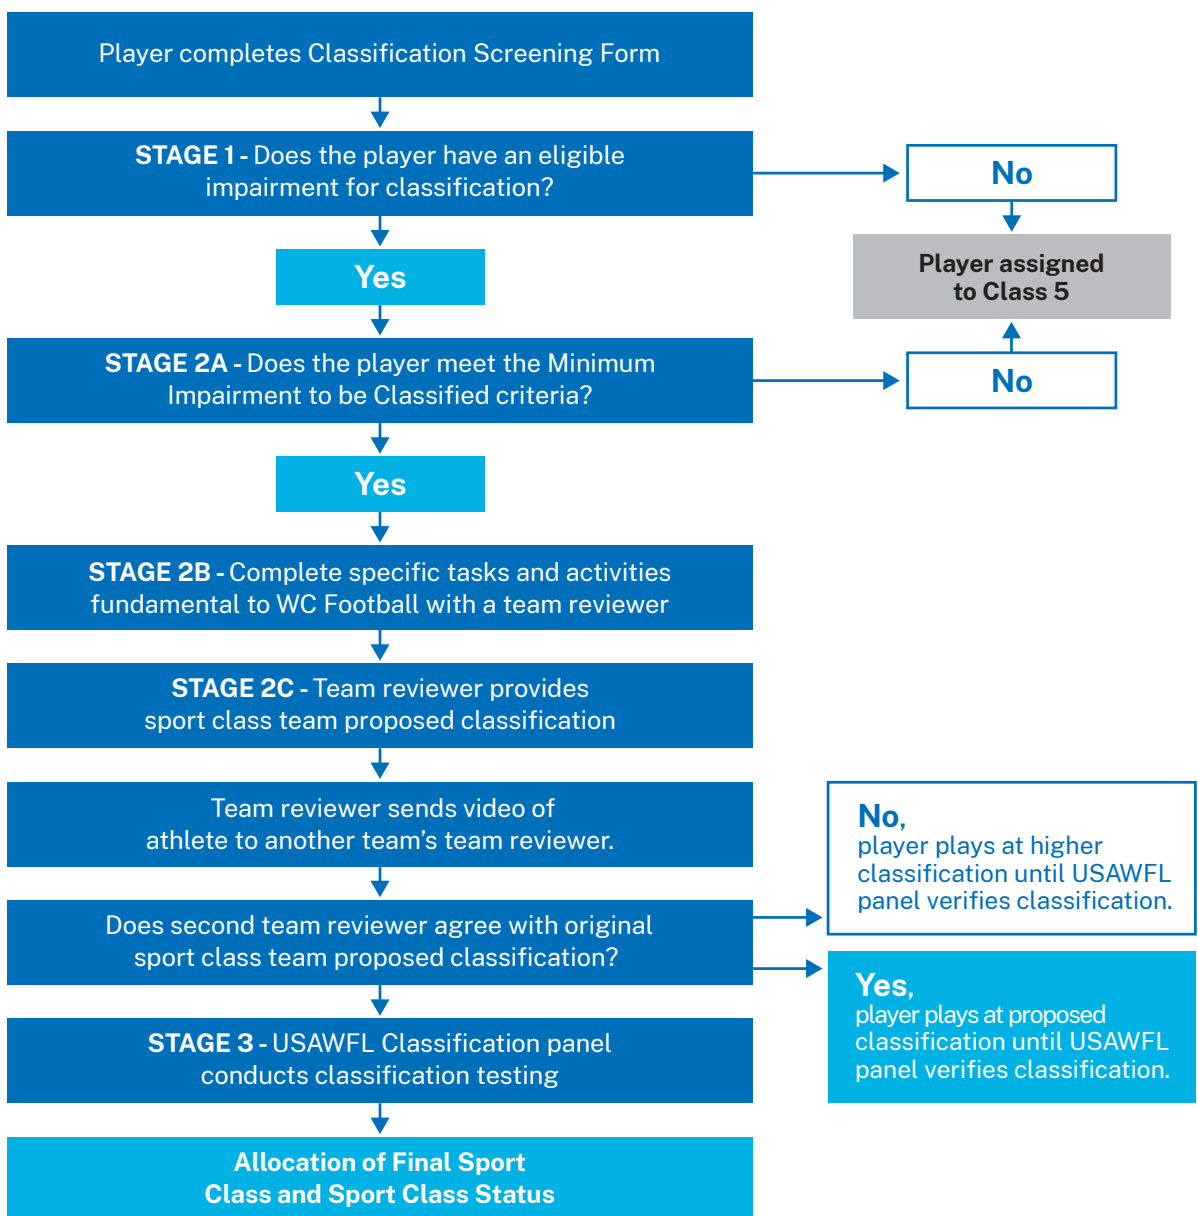 Player completes Classification Screening Form
STAGE 1 - Does the player have an eligible
impairment for classification?
No
Player assigned
to Class 5
Yes
STAGE 2A - Does the player meet the Minimum
Impairment to be Classified criteria?
No
Yes
STAGE 2B - Complete specific tasks and activities
fundamental to WC Football with a team reviewer
STAGE 2C - Team reviewer provides
sport class team proposed classification
Team reviewer sends video of
athlete to another team's team reviewer.
Does second team reviewer agree with original
sport class team proposed classification?
No,
player plays at higher
classification until USAWFL
panel verifies classification.
Yes,
player plays at proposed
classification until USAWFL
panel verifies classification.
STAGE 3 - USAWFL Classification panel
conducts classification testing
Allocation of Final Sport
Class and Sport Class Status